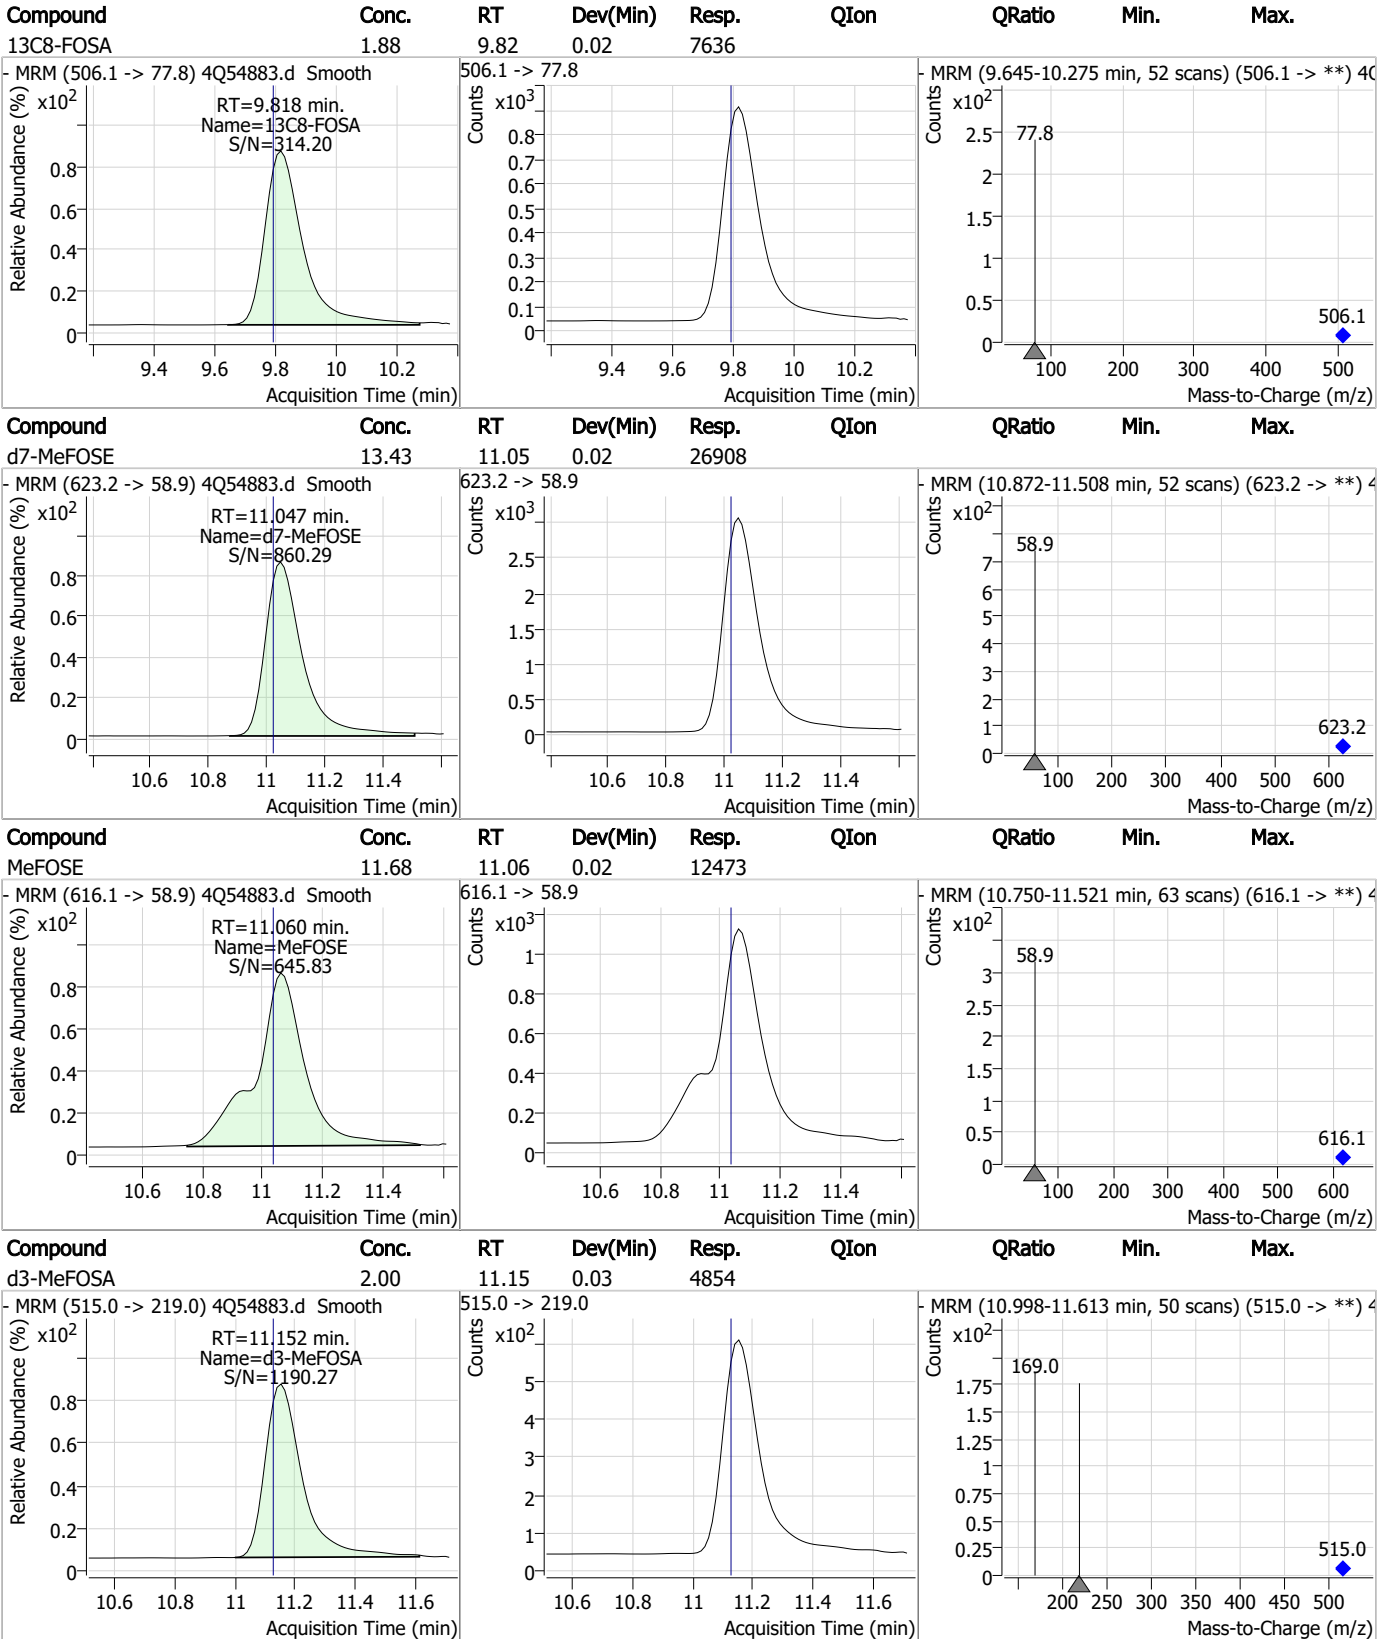 Compound Conc. RT Dev(Min) Resp. QIon QRatio Min. Max.
13C8-FOSA 1.88 9.82 0.02 7636
- MRM (506.1 -> 77.8) 4Q54883.d Smooth
506.1 -> 77.8
- MRM (9.645-10.275 min, 52 scans) (506.1 -> **) 4Q
Relative Abundance (%)
x10²
RT=9.818 min.
Name=13C8-FOSA
S/N=314.20
0.8
0.6
0.4
0.2
0
9.4 9.6 9.8 10 10.2
Acquisition Time (min)
Counts
x10³
0.8
0.7
0.6
0.5
0.4
0.3
0.2
0.1
0
9.4 9.6 9.8 10 10.2
Acquisition Time (min)
Counts
x10²
77.8
2.5
2
1.5
1
0.5
0
506.1
100 200 300 400 500
Mass-to-Charge (m/z)
Compound Conc. RT Dev(Min) Resp. QIon QRatio Min. Max.
d7-MeFOSE 13.43 11.05 0.02 26908
- MRM (623.2 -> 58.9) 4Q54883.d Smooth
623.2 -> 58.9
- MRM (10.872-11.508 min, 52 scans) (623.2 -> **) 4
Relative Abundance (%)
x10²
RT=11.047 min.
Name=d7-MeFOSE
S/N=860.29
0.8
0.6
0.4
0.2
0
10.6 10.8 11 11.2 11.4
Acquisition Time (min)
Counts
x10³
2.5
2
1.5
1
0.5
0
10.6 10.8 11 11.2 11.4
Acquisition Time (min)
Counts
x10²
58.9
7
6
5
4
3
2
1
0
623.2
100 200 300 400 500 600
Mass-to-Charge (m/z)
Compound Conc. RT Dev(Min) Resp. QIon QRatio Min. Max.
MeFOSE 11.68 11.06 0.02 12473
- MRM (616.1 -> 58.9) 4Q54883.d Smooth
616.1 -> 58.9
- MRM (10.750-11.521 min, 63 scans) (616.1 -> **) 4
Relative Abundance (%)
x10²
RT=11.060 min.
Name=MeFOSE
S/N=645.83
0.8
0.6
0.4
0.2
0
10.6 10.8 11 11.2 11.4
Acquisition Time (min)
Counts
x10³
1
0.8
0.6
0.4
0.2
0
10.6 10.8 11 11.2 11.4
Acquisition Time (min)
Counts
x10²
58.9
3
2.5
2
1.5
1
0.5
0
616.1
100 200 300 400 500 600
Mass-to-Charge (m/z)
Compound Conc. RT Dev(Min) Resp. QIon QRatio Min. Max.
d3-MeFOSA 2.00 11.15 0.03 4854
- MRM (515.0 -> 219.0) 4Q54883.d Smooth
515.0 -> 219.0
- MRM (10.998-11.613 min, 50 scans) (515.0 -> **) 4
Relative Abundance (%)
x10²
RT=11.152 min.
Name=d3-MeFOSA
S/N=1190.27
0.8
0.6
0.4
0.2
0
10.6 10.8 11 11.2 11.4 11.6
Acquisition Time (min)
Counts
x10²
5
4
3
2
1
0
10.6 10.8 11 11.2 11.4 11.6
Acquisition Time (min)
Counts
x10²
169.0
1.75
1.5
1.25
1
0.75
0.5
0.25
0
515.0
200 250 300 350 400 450 500
Mass-to-Charge (m/z)